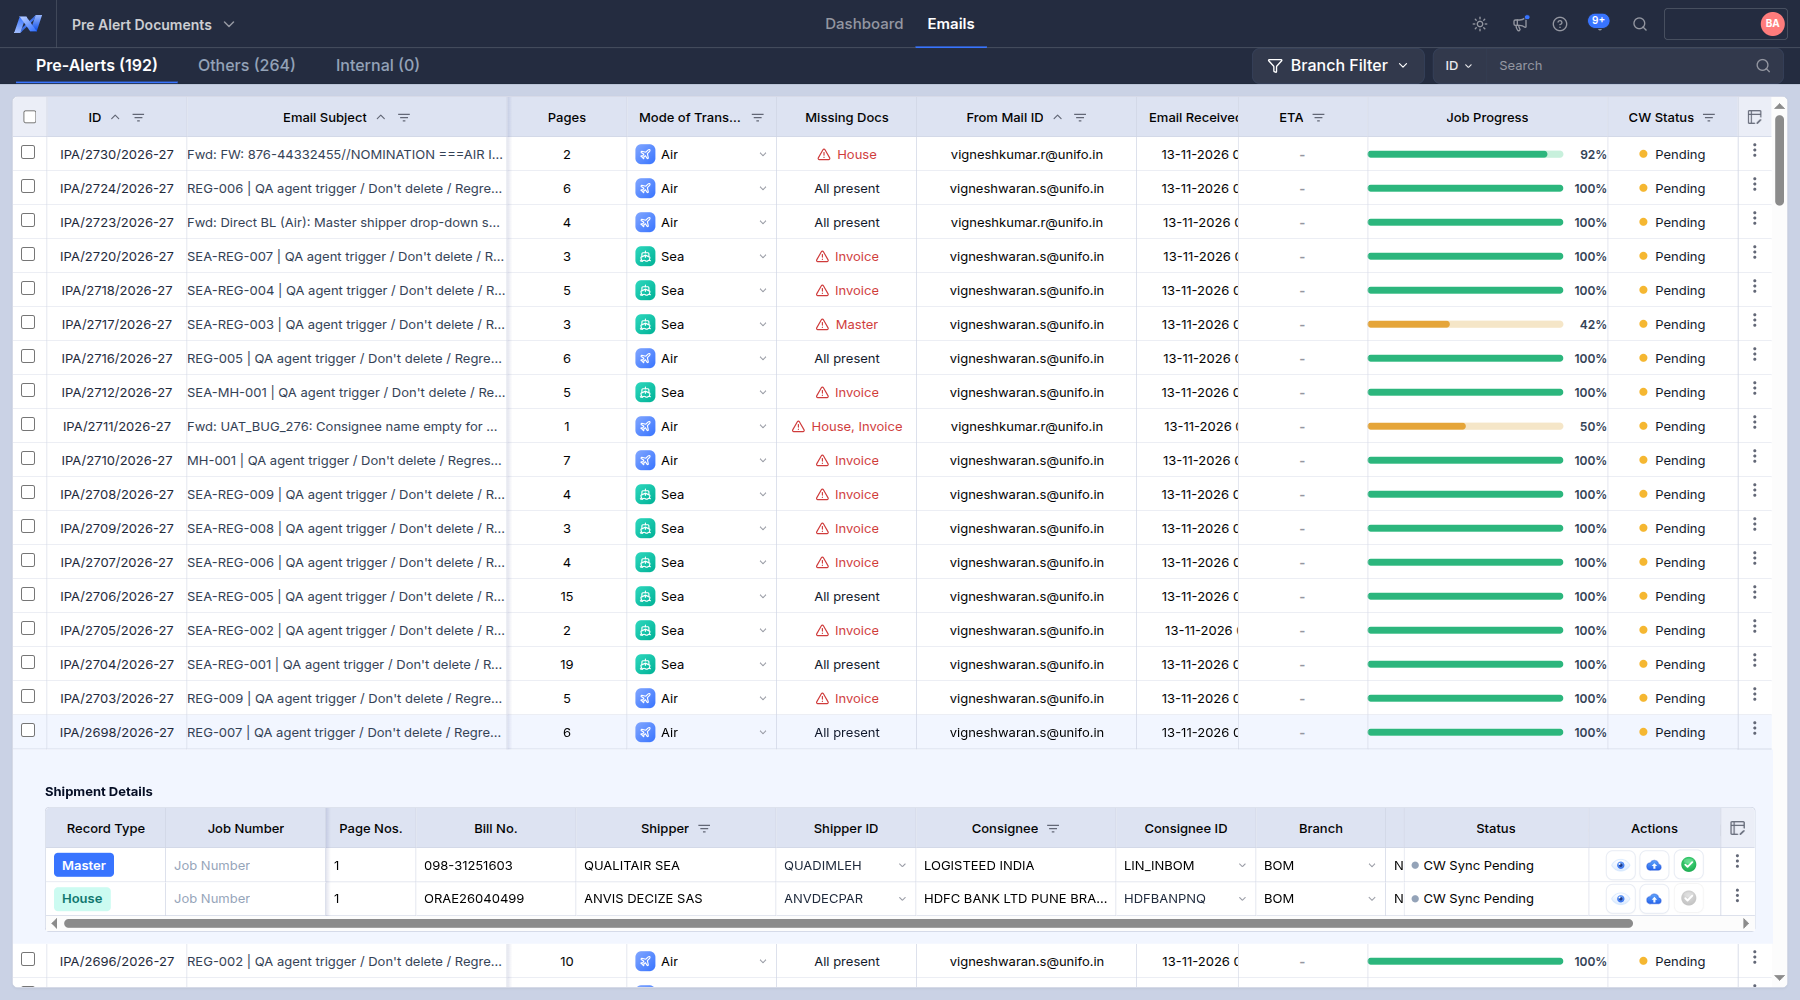 Pre Alert Documents
Dashboard
Emails
9+
BA
Pre-Alerts (192)
Others (264)
Internal (0)
Branch Filter
ID
Search
ID Email Subject Pages Mode of Trans... Missing Docs From Mail ID Email Received ETA Job Progress CW Status
IPA/2730/2026-27 Fwd: FW: 876-44332455//NOMINATION ===AIR I... 2 Air House vigneshkumar.r@unifo.in 13-11-2026 0 - 92% Pending
IPA/2724/2026-27 REG-006 | QA agent trigger / Don't delete / Regre... 6 Air All present vigneshwaran.s@unifo.in 13-11-2026 0 - 100% Pending
IPA/2723/2026-27 Fwd: Direct BL (Air): Master shipper drop-down s... 4 Air All present vigneshkumar.r@unifo.in 13-11-2026 0 - 100% Pending
IPA/2720/2026-27 SEA-REG-007 | QA agent trigger / Don't delete / R... 3 Sea Invoice vigneshwaran.s@unifo.in 13-11-2026 0 - 100% Pending
IPA/2718/2026-27 SEA-REG-004 | QA agent trigger / Don't delete / R... 5 Sea Invoice vigneshwaran.s@unifo.in 13-11-2026 0 - 100% Pending
IPA/2717/2026-27 SEA-REG-003 | QA agent trigger / Don't delete / R... 3 Sea Master vigneshwaran.s@unifo.in 13-11-2026 0 - 42% Pending
IPA/2716/2026-27 REG-005 | QA agent trigger / Don't delete / Regre... 6 Air All present vigneshwaran.s@unifo.in 13-11-2026 0 - 100% Pending
IPA/2712/2026-27 SEA-MH-001 | QA agent trigger / Don't delete / Re... 5 Sea Invoice vigneshwaran.s@unifo.in 13-11-2026 0 - 100% Pending
IPA/2711/2026-27 Fwd: UAT_BUG_276: Consignee name empty for ... 1 Air House, Invoice vigneshkumar.r@unifo.in 13-11-2026 0 - 50% Pending
IPA/2710/2026-27 MH-001 | QA agent trigger / Don't delete / Regres... 7 Air Invoice vigneshwaran.s@unifo.in 13-11-2026 0 - 100% Pending
IPA/2708/2026-27 SEA-REG-009 | QA agent trigger / Don't delete / R... 4 Sea Invoice vigneshwaran.s@unifo.in 13-11-2026 0 - 100% Pending
IPA/2709/2026-27 SEA-REG-008 | QA agent trigger / Don't delete / R... 3 Sea Invoice vigneshwaran.s@unifo.in 13-11-2026 0 - 100% Pending
IPA/2707/2026-27 SEA-REG-006 | QA agent trigger / Don't delete / R... 4 Sea Invoice vigneshwaran.s@unifo.in 13-11-2026 0 - 100% Pending
IPA/2706/2026-27 SEA-REG-005 | QA agent trigger / Don't delete / R... 15 Sea All present vigneshwaran.s@unifo.in 13-11-2026 0 - 100% Pending
IPA/2705/2026-27 SEA-REG-002 | QA agent trigger / Don't delete / R... 2 Sea Invoice vigneshwaran.s@unifo.in 13-11-2026 - 100% Pending
IPA/2704/2026-27 SEA-REG-001 | QA agent trigger / Don't delete / R... 19 Sea All present vigneshwaran.s@unifo.in 13-11-2026 0 - 100% Pending
IPA/2703/2026-27 REG-009 | QA agent trigger / Don't delete / Regre... 5 Air Invoice vigneshwaran.s@unifo.in 13-11-2026 0 - 100% Pending
IPA/2698/2026-27 REG-007 | QA agent trigger / Don't delete / Regre... 6 Air All present vigneshwaran.s@unifo.in 13-11-2026 0 - 100% Pending
Shipment Details
Record Type Job Number Page Nos. Bill No. Shipper Shipper ID Consignee Consignee ID Branch Status Actions
Master Job Number 1 098-31251603 QUALITAIR SEA QUADIMLEH LOGISTEED INDIA LIN_INBOM BOM N CW Sync Pending
House Job Number 1 ORAE26040499 ANVIS DECIZE SAS ANVDECPAR HDFC BANK LTD PUNE BRA... HDFBANPNQ BOM N CW Sync Pending
IPA/2696/2026-27 REG-002 | QA agent trigger / Don't delete / Regre... 10 Air All present vigneshwaran.s@unifo.in 13-11-2026 0 - 100% Pending